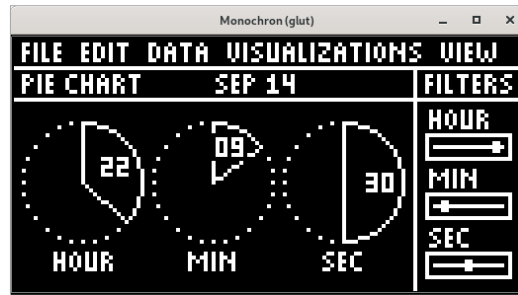 Monochron (glut)
FILE EDIT DATA VISUALIZATIONS VIEW
PIE CHART SEP 14 FILTERS
22 09 30
HOUR MIN SEC
HOUR
MIN
SEC